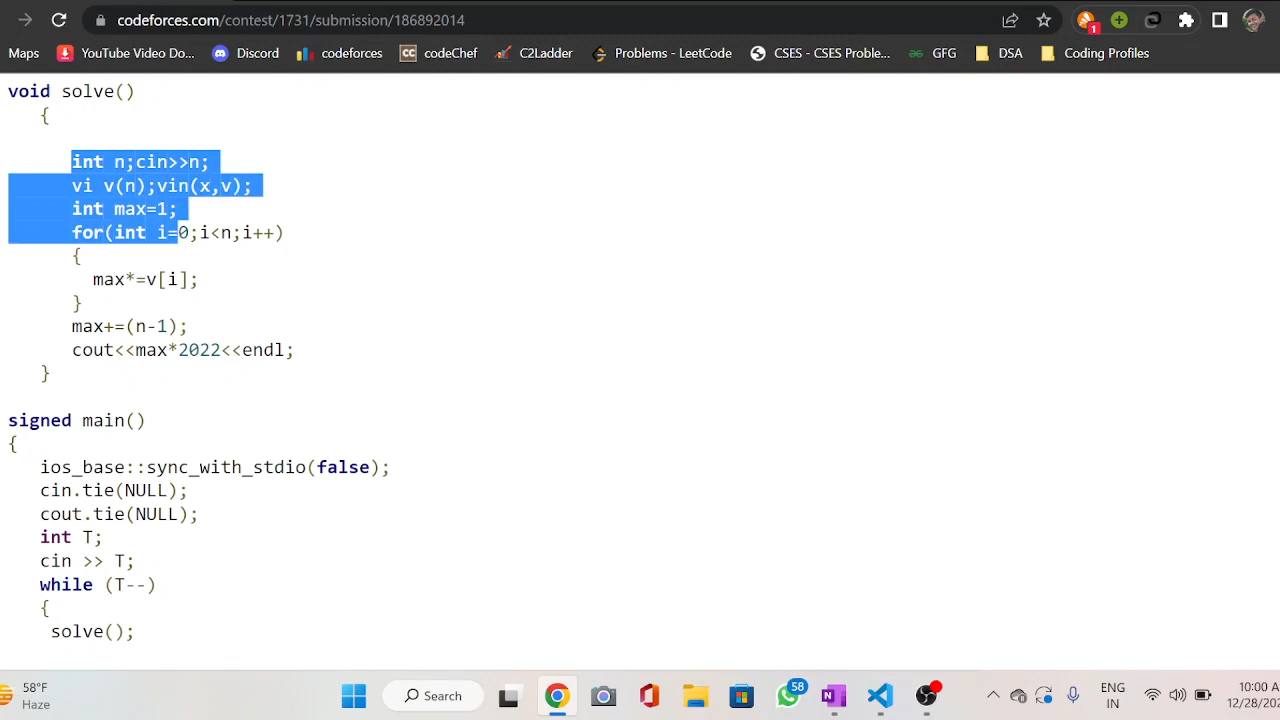 codeforces.com/contest/1731/submission/186892014
1
Maps YouTube Video Do... Discord codeforces CC codeChef C2Ladder Problems - LeetCode CSES - CSES Proble... GFG DSA Coding Profiles
void solve()
{
int n;cin>>n;
vi v(n);vin(x,v);
int max=1;
for(int i=0;i<n;i++)
{
max*=v[i];
}
max+=(n-1);
cout<<max*2022<<endl;
}
signed main()
{
ios_base::sync_with_stdio(false);
cin.tie(NULL);
cout.tie(NULL);
int T;
cin >> T;
while (T--)
{
solve();
58°F
Haze
Search
58
ENG
IN
10:00 A
12/28/20